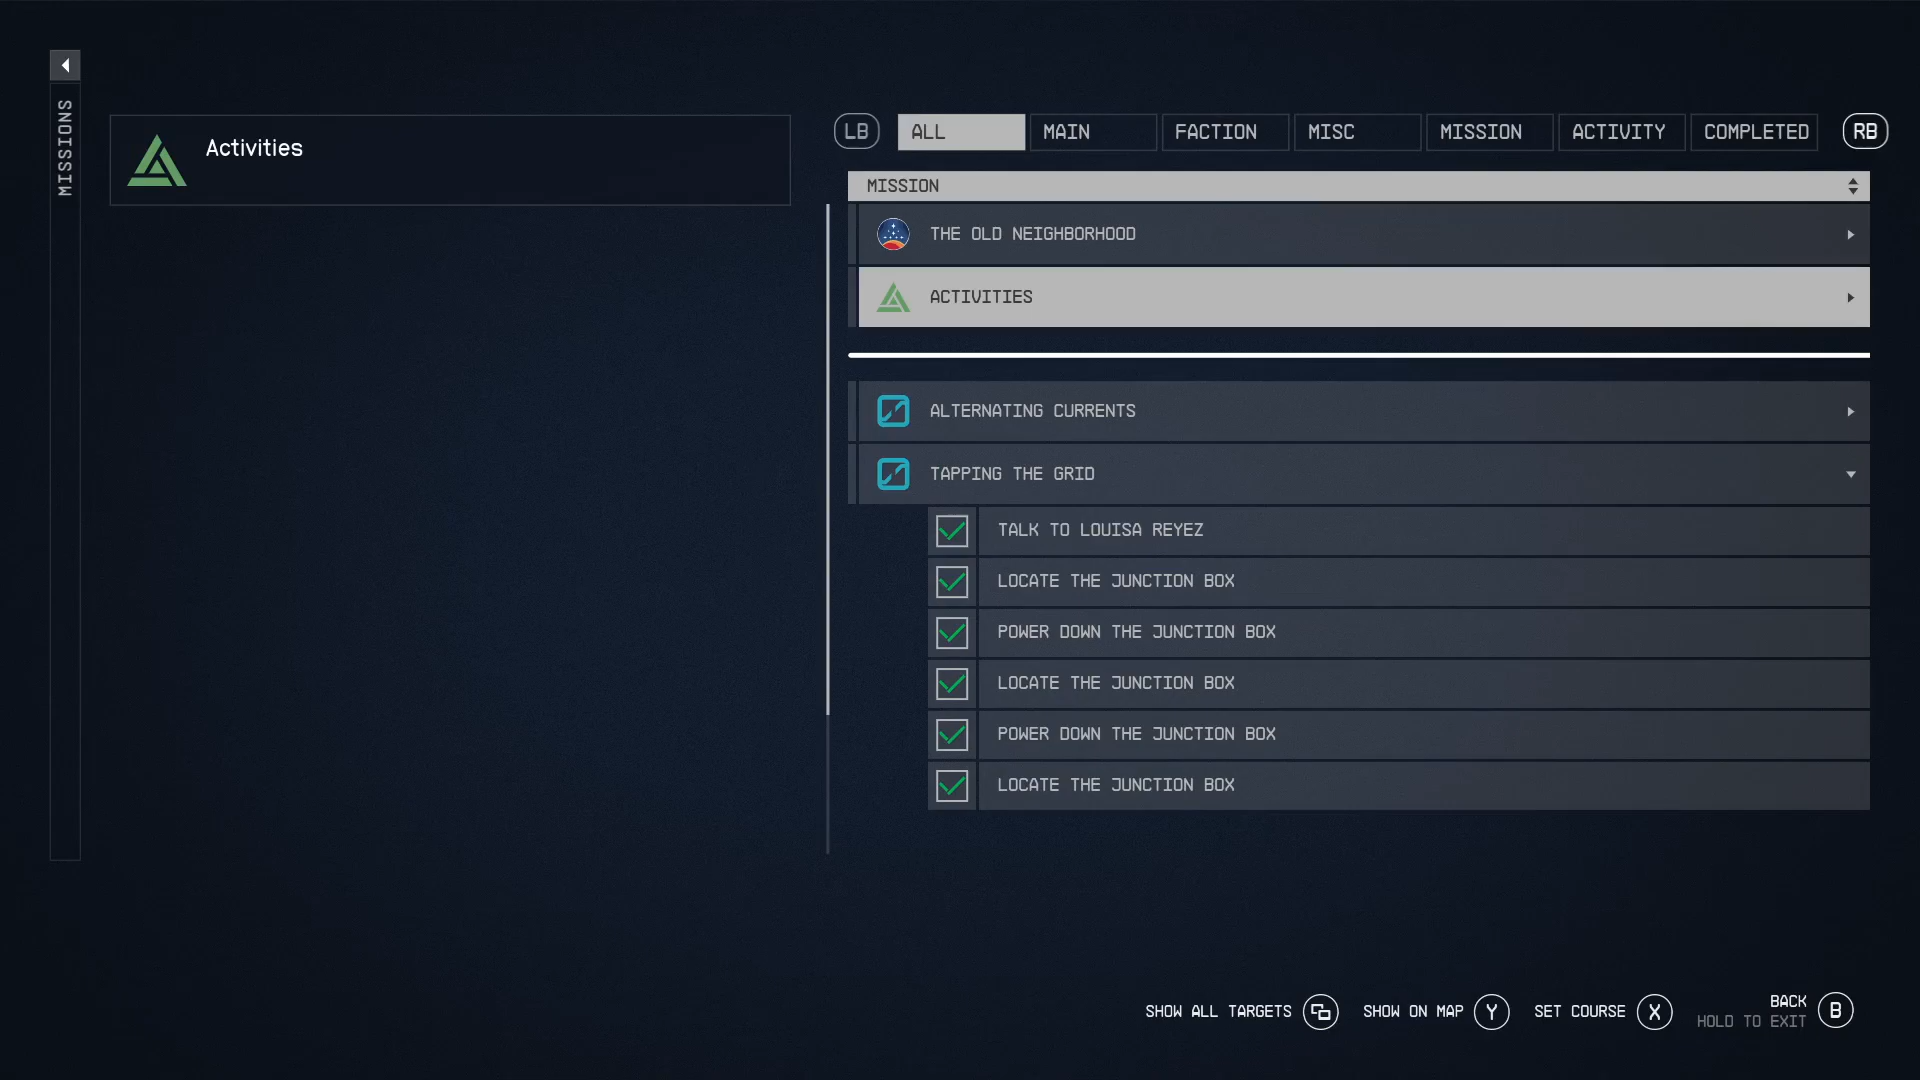 MISSIONS
Activities
LB
ALL
MAIN
FACTION
MISC
MISSION
ACTIVITY
COMPLETED
RB
MISSION
THE OLD NEIGHBORHOOD
ACTIVITIES
ALTERNATING CURRENTS
TAPPING THE GRID
TALK TO LOUISA REYEZ
LOCATE THE JUNCTION BOX
POWER DOWN THE JUNCTION BOX
LOCATE THE JUNCTION BOX
POWER DOWN THE JUNCTION BOX
LOCATE THE JUNCTION BOX
SHOW ALL TARGETS
SHOW ON MAP Y
SET COURSE X
BACK B
HOLD TO EXIT